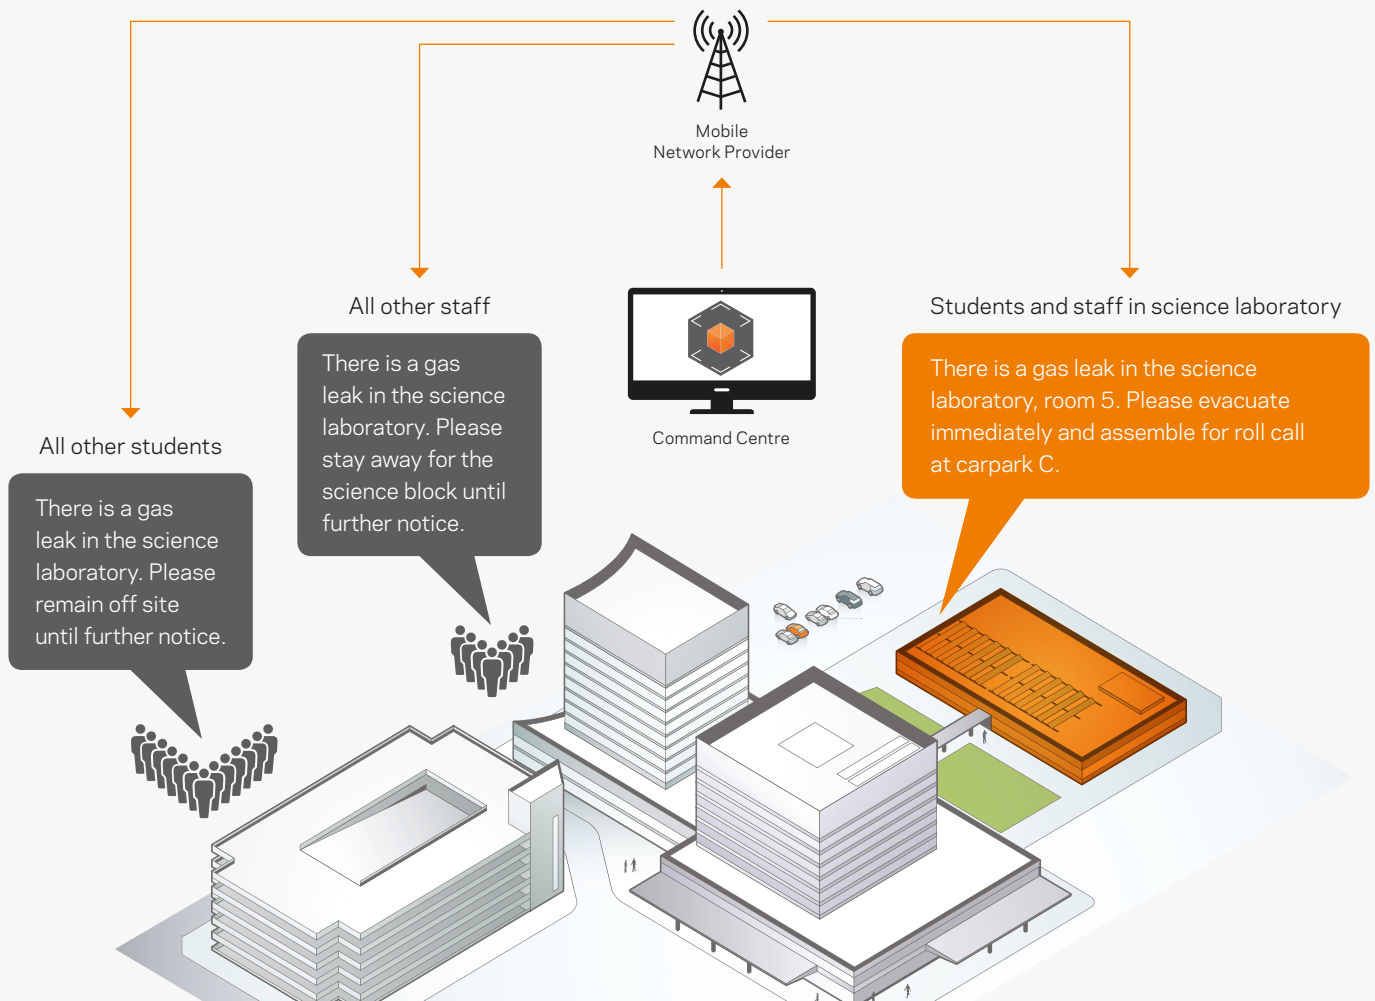 Mobile
Network Provider
All other staff
There is a gas
leak in the science
laboratory. Please
stay away for the
science block until
further notice.
Command Centre
Students and staff in science laboratory
There is a gas leak in the science
laboratory, room 5. Please evacuate
immediately and assemble for roll call
at carpark C.
All other students
There is a gas
leak in the science
laboratory. Please
remain off site
until further notice.